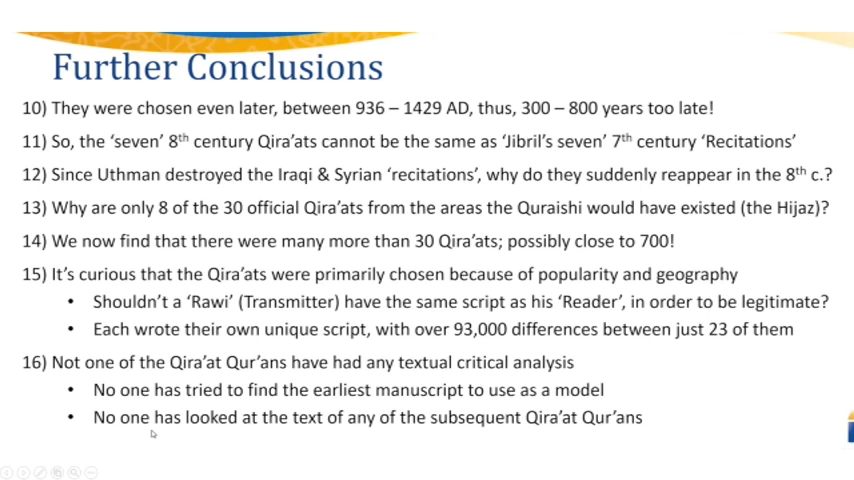 Further Conclusions
10) They were chosen even later, between 936 – 1429 AD, thus, 300 – 800 years too late!
11) So, the ‘seven’ 8th century Qira’ats cannot be the same as ‘Jibril’s seven’ 7th century ‘Recitations’
12) Since Uthman destroyed the Iraqi & Syrian ‘recitations’, why do they suddenly reappear in the 8th c.?
13) Why are only 8 of the 30 official Qira’ats from the areas the Quraishi would have existed (the Hijaz)?
14) We now find that there were many more than 30 Qira’ats; possibly close to 700!
15) It’s curious that the Qira’ats were primarily chosen because of popularity and geography
• Shouldn’t a ‘Rawi’ (Transmitter) have the same script as his ‘Reader’, in order to be legitimate?
• Each wrote their own unique script, with over 93,000 differences between just 23 of them
16) Not one of the Qira’at Qur’ans have had any textual critical analysis
• No one has tried to find the earliest manuscript to use as a model
• No one has looked at the text of any of the subsequent Qira’at Qur’ans